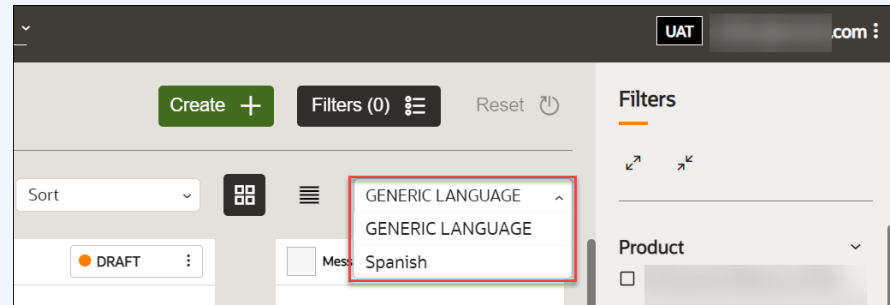 UAT
.com
Create
Filters (0)
Reset
Filters
Sort
GENERIC LANGUAGE
GENERIC LANGUAGE
Product
DRAFT
Mess
Spanish